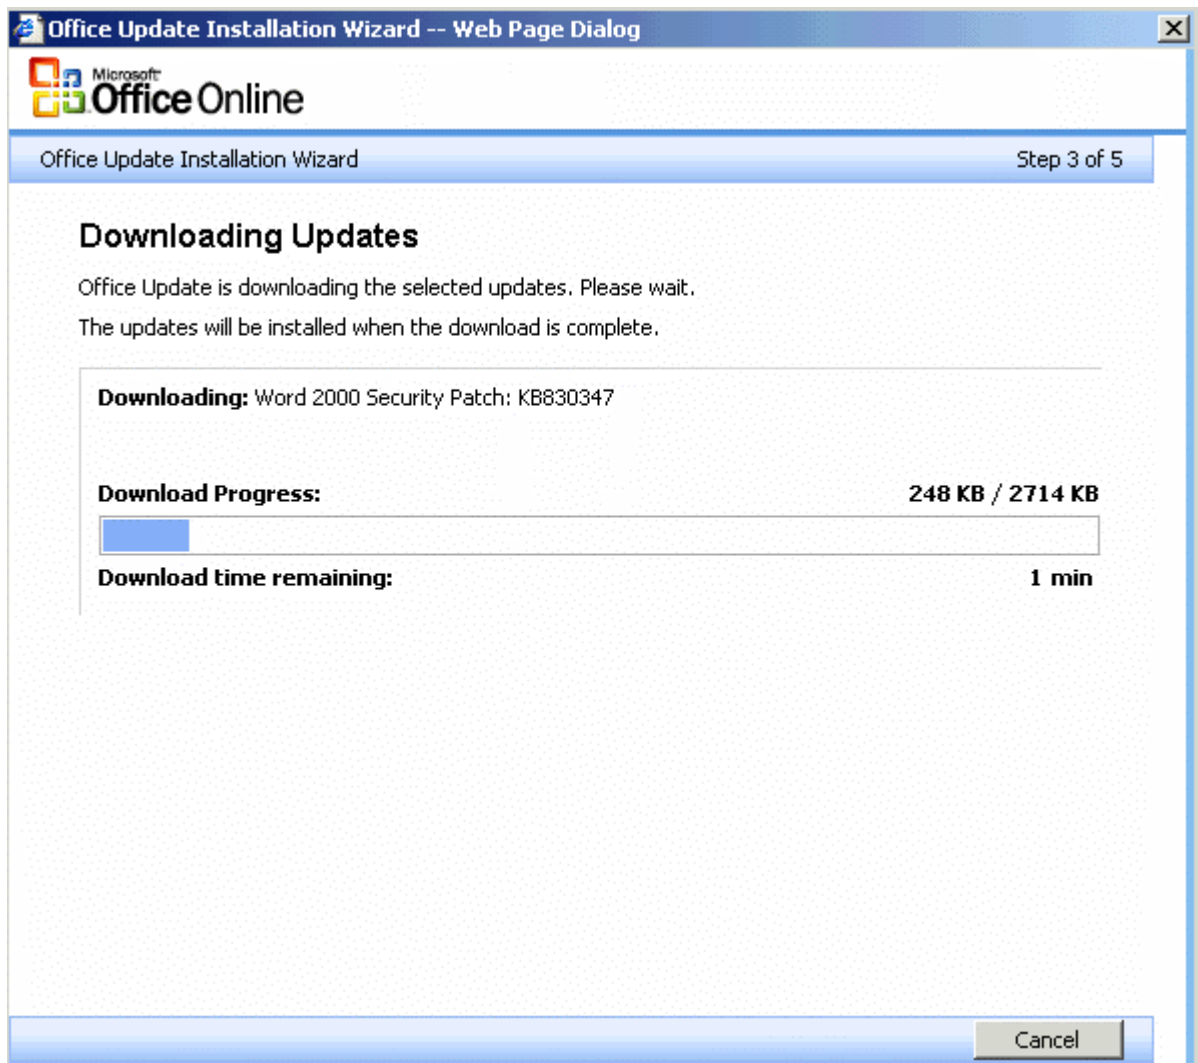 Office Update Installation Wizard -- Web Page Dialog
Microsoft
Office Online
Office Update Installation Wizard Step 3 of 5
Downloading Updates
Office Update is downloading the selected updates. Please wait.
The updates will be installed when the download is complete.
Downloading: Word 2000 Security Patch: KB830347
Download Progress: 248 KB / 2714 KB
Download time remaining: 1 min
Cancel